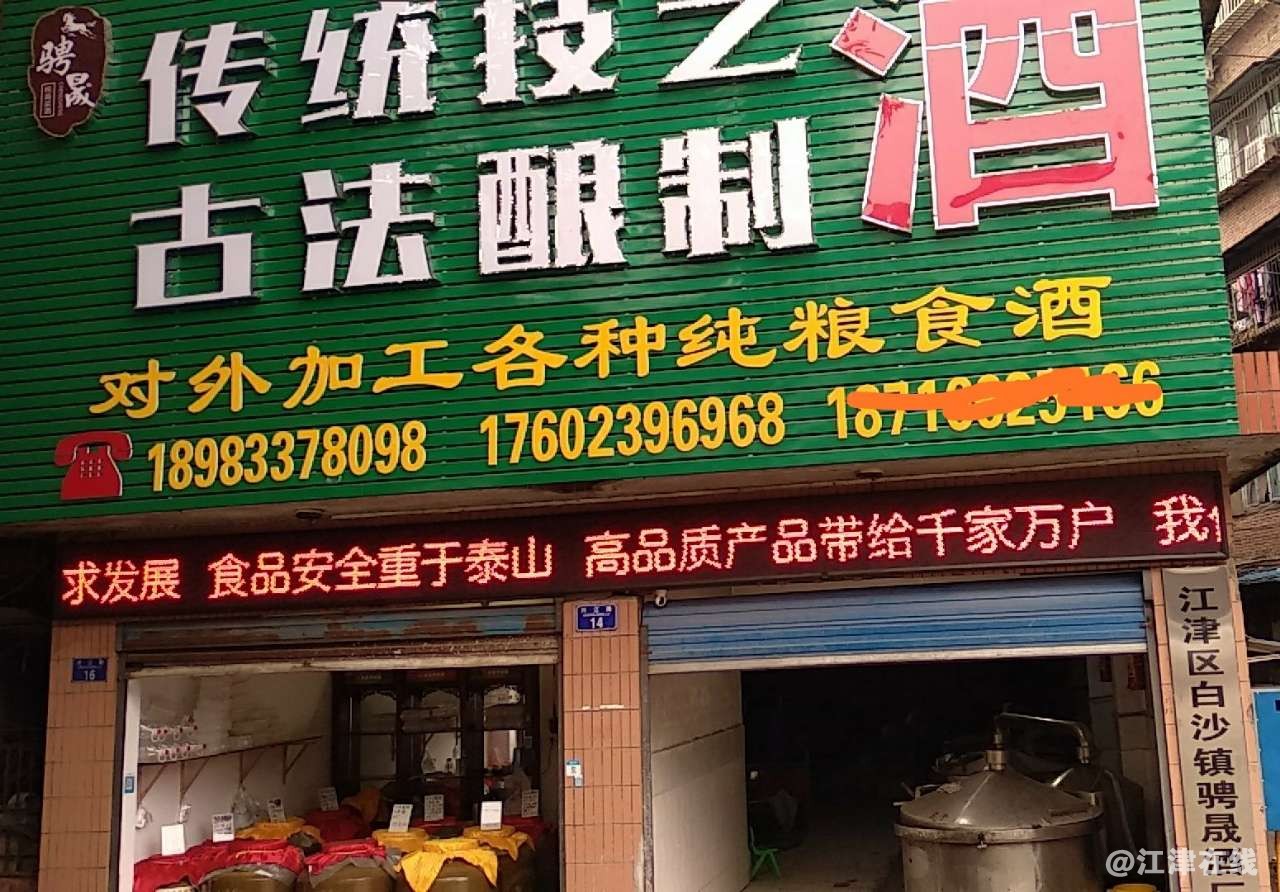 骋晟
传统技艺
古法酿制
酒
对外加工各种纯粮食酒
18983378098 17602396968
求发展 食品安全重于泰山 高品质产品带给千家万户 我
14
16
江津区白沙镇骋晟
@江津在线